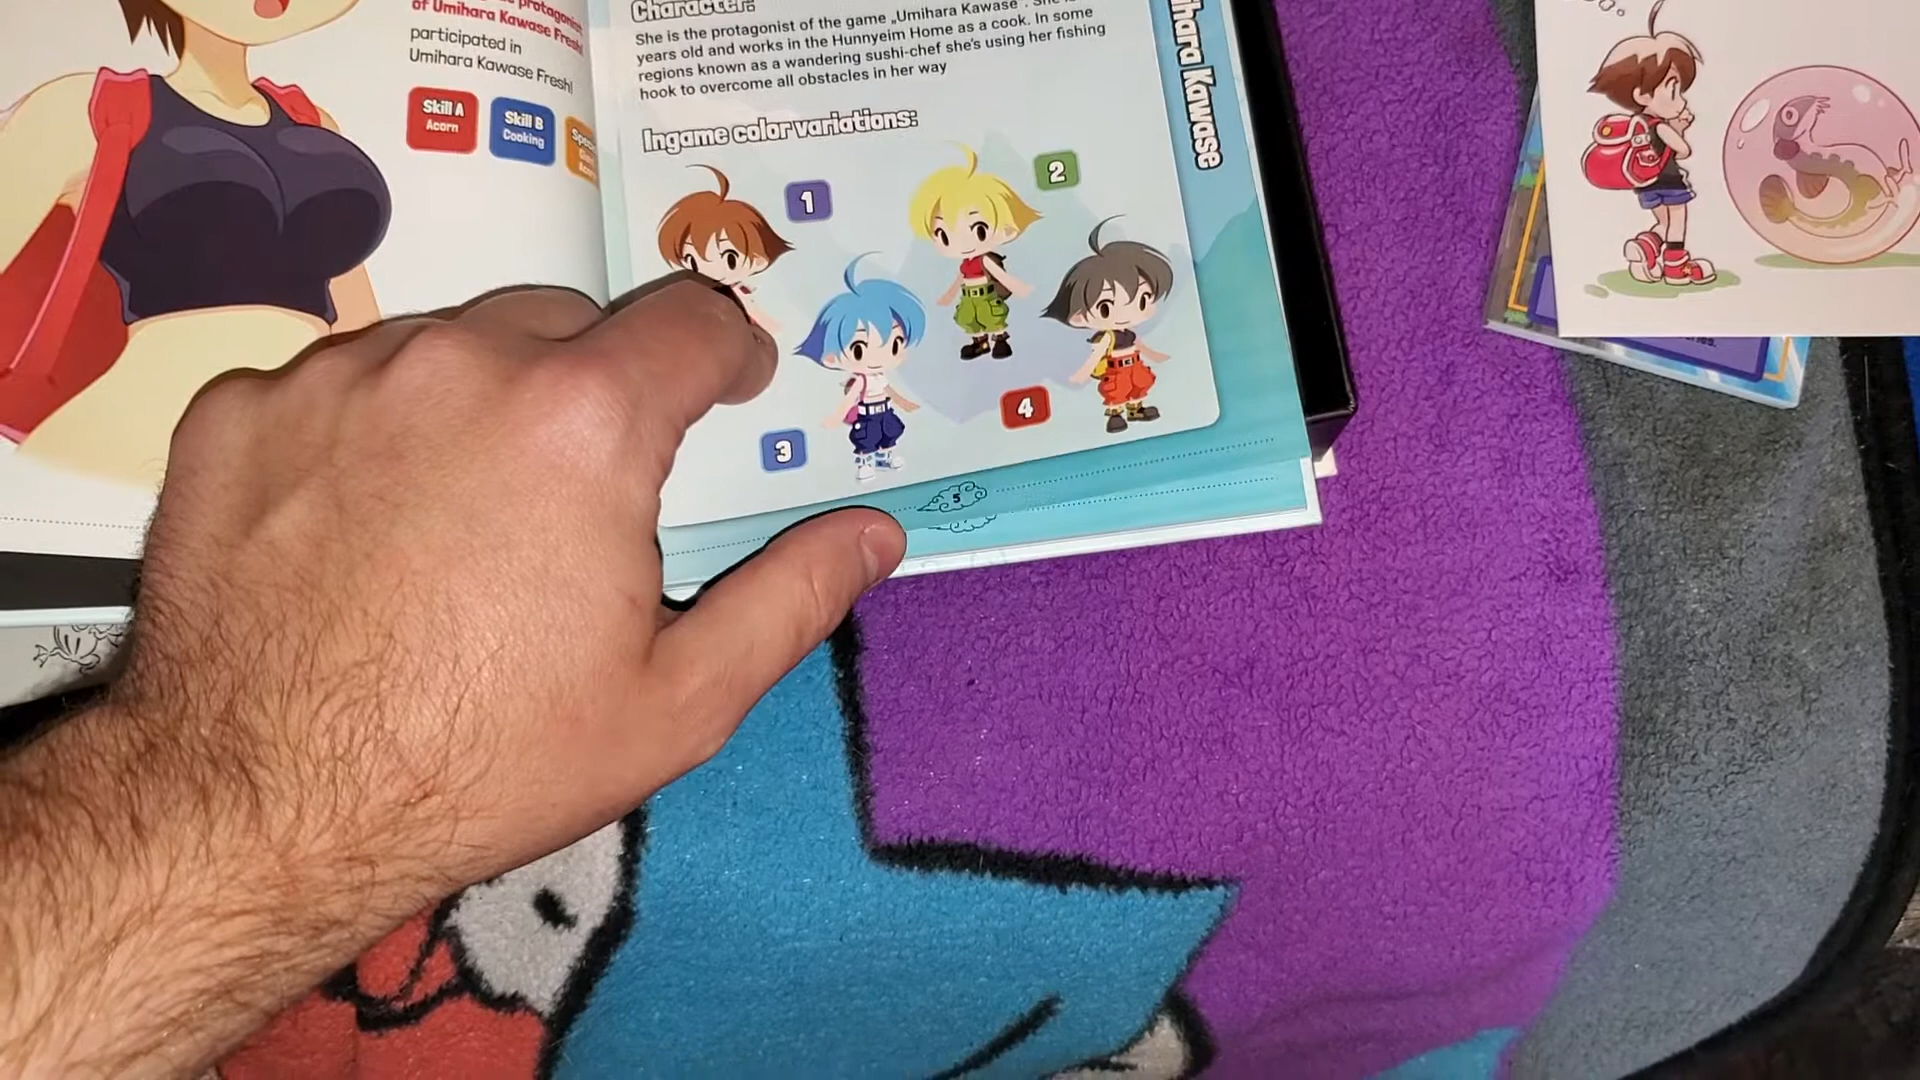 of Umihara Kawase Fresh!
participated in
Umihara Kawase Fresh!
Skill A
Acorn
Skill B
Cooking
Character:
She is the protagonist of the game „Umihara Kawase". She is
years old and works in the Hunnyeim Home as a cook. In some
regions known as a wandering sushi-chef she's using her fishing
hook to overcome all obstacles in her way
Ingame color variations:
1
2
3
4
5
Kawase